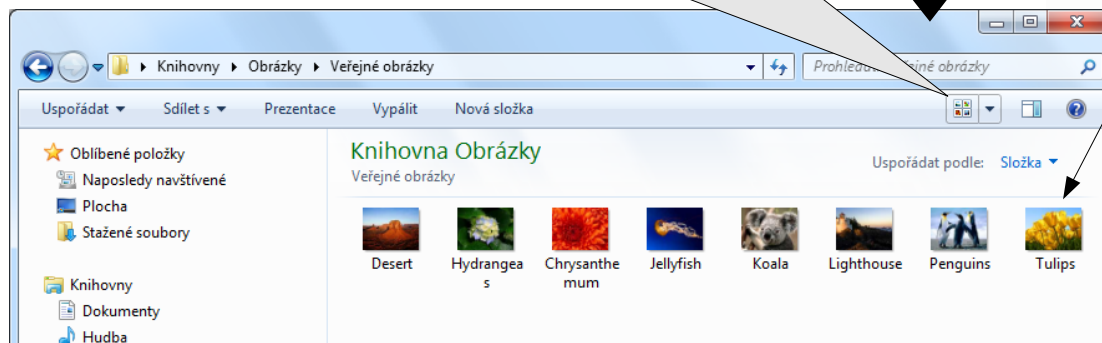 Knihovny ▸ Obrázky ▸ Veřejné obrázky
obrázky
Uspořádat Sdílet s Prezentace Vypálit Nová složka
Oblíbené položky
Naposledy navštívené
Plocha
Stažené soubory
Knihovny
Dokumenty
Hudba
Knihovna Obrázky
Veřejné obrázky
Uspořádat podle: Složka
Desert Hydrangea Chrysanthe Jellyfish Koala Lighthouse Penguins Tulips
s mum